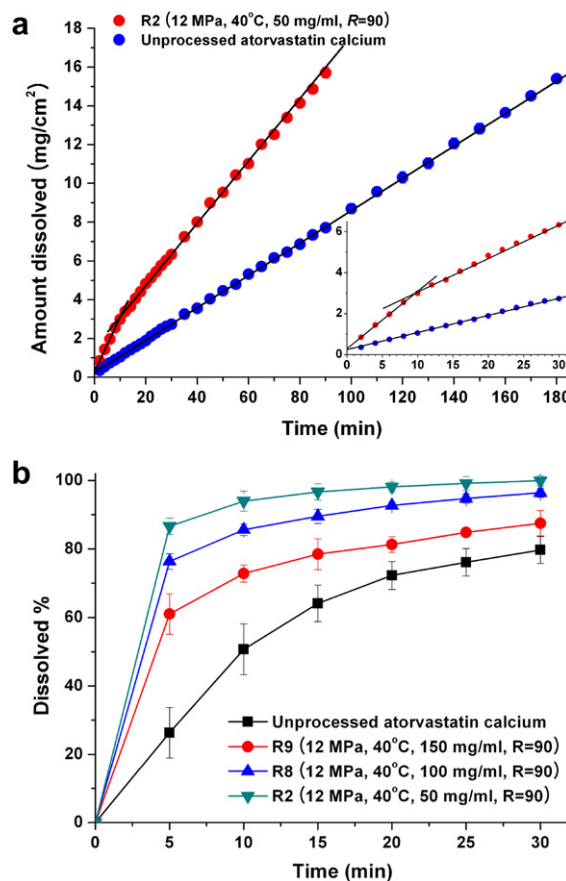 a
R2 (12 MPa, 40°C, 50 mg/ml, R=90)
Unprocessed atorvastatin calcium
18
16
14
12
10
8
6
4
2
0
Amount dissolved (mg/cm²)
6
4
2
0
0 5 10 15 20 25 30
0 20 40 60 80 100 120 140 160 180
Time (min)
b
100
80
60
40
20
0
Dissolved %
Unprocessed atorvastatin calcium
R9 (12 MPa, 40°C, 150 mg/ml, R=90)
R8 (12 MPa, 40°C, 100 mg/ml, R=90)
R2 (12 MPa, 40°C, 50 mg/ml, R=90)
0 5 10 15 20 25 30
Time (min)